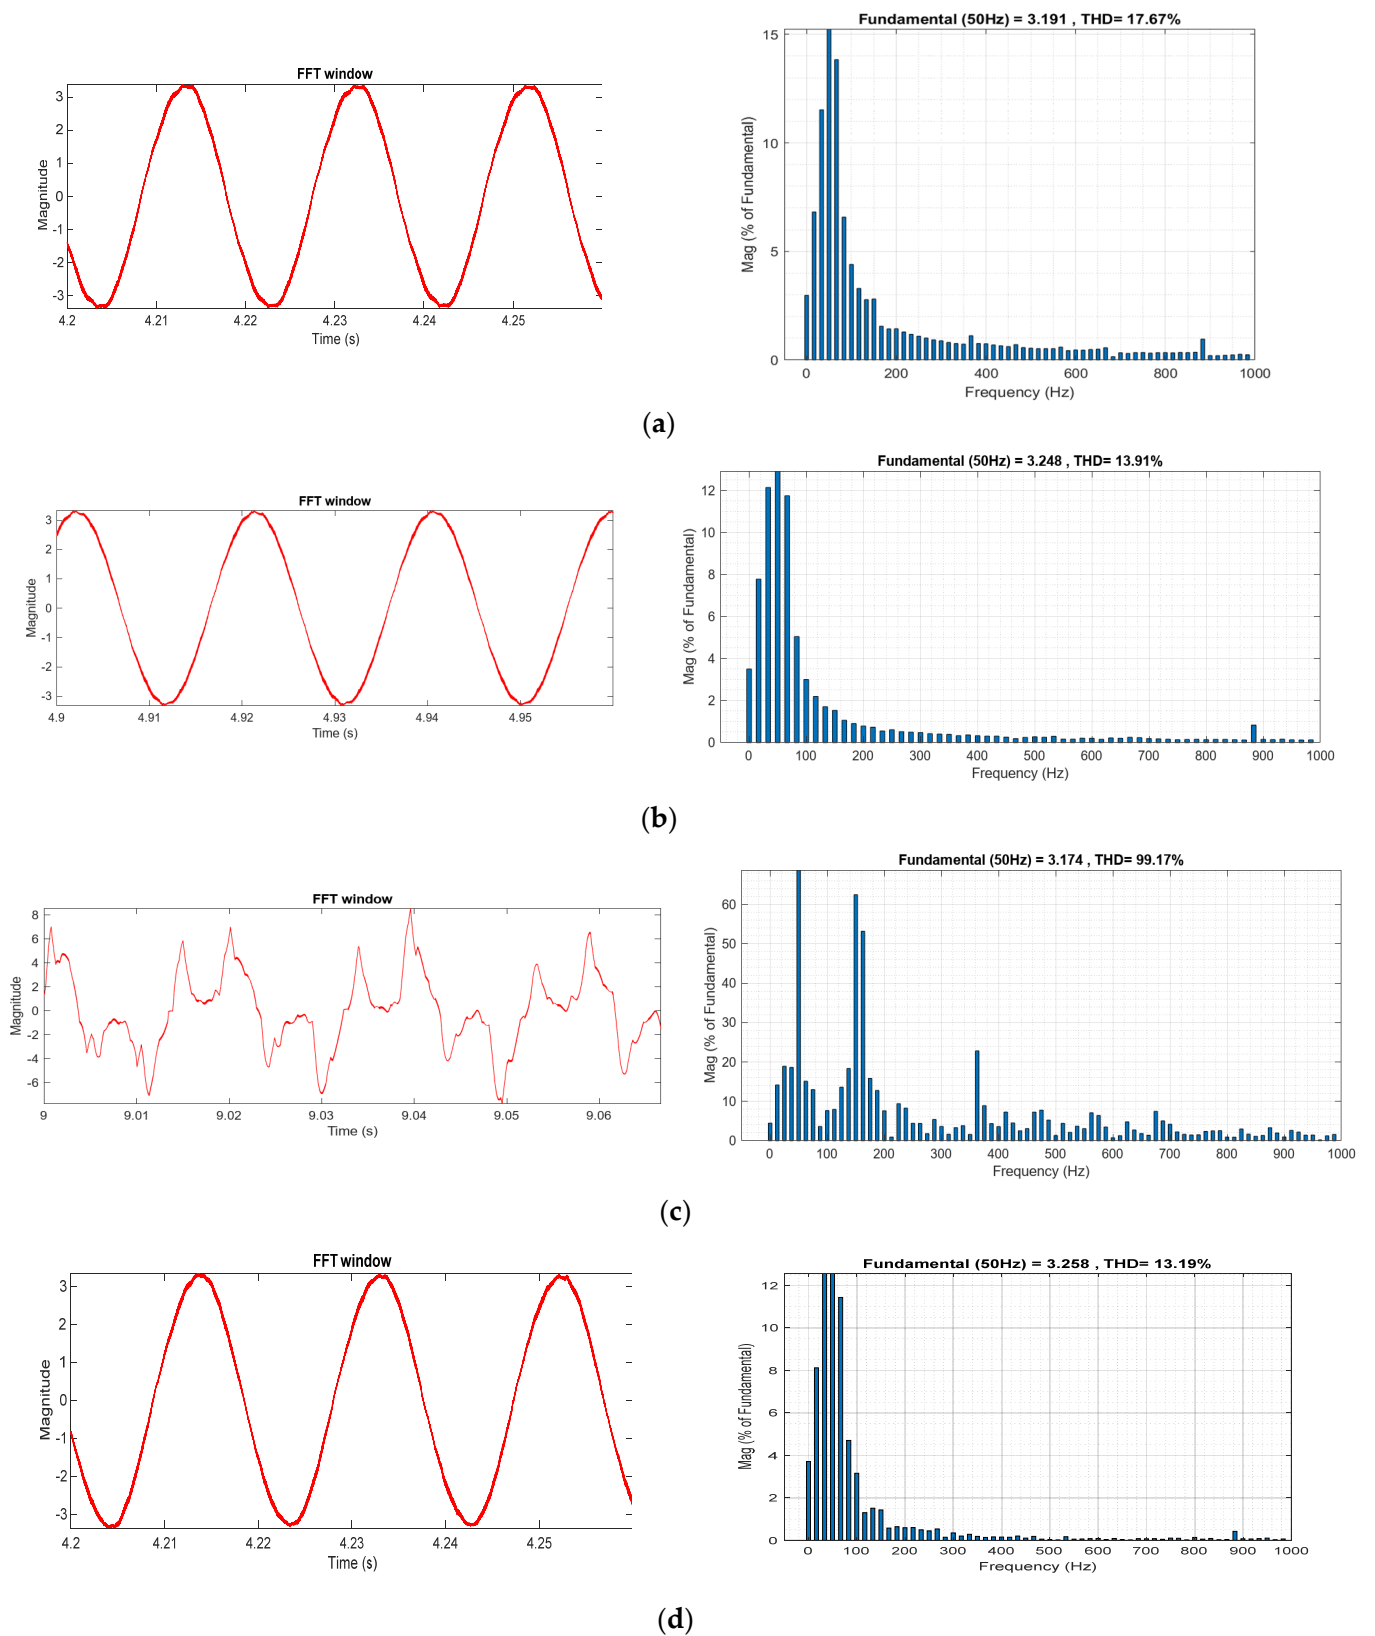 Fundamental (50Hz) = 3.191 , THD= 17.67%
FFT window
Magnitude
3
2
1
0
-1
-2
-3
4.2 4.21 4.22 4.23 4.24 4.25
Time (s)
Mag (% of Fundamental)
15
10
5
0
0 200 400 600 800 1000
Frequency (Hz)
(a)
Fundamental (50Hz) = 3.248 , THD= 13.91%
FFT window
Magnitude
3
2
1
0
-1
-2
-3
4.9 4.91 4.92 4.93 4.94 4.95
Time (s)
Mag (% of Fundamental)
12
10
8
6
4
2
0
0 100 200 300 400 500 600 700 800 900 1000
Frequency (Hz)
(b)
Fundamental (50Hz) = 3.174 , THD= 99.17%
FFT window
Magnitude
8
6
4
2
0
-2
-4
-6
9 9.01 9.02 9.03 9.04 9.05 9.06
Time (s)
Mag (% of Fundamental)
60
50
40
30
20
10
0
0 100 200 300 400 500 600 700 800 900 1000
Frequency (Hz)
(c)
FFT window
Fundamental (50Hz) = 3.258 , THD= 13.19%
Magnitude
3
2
1
0
-1
-2
-3
4.2 4.21 4.22 4.23 4.24 4.25
Time (s)
Mag (% of Fundamental)
12
10
8
6
4
2
0
0 100 200 300 400 500 600 700 800 900 1000
Frequency (Hz)
(d)